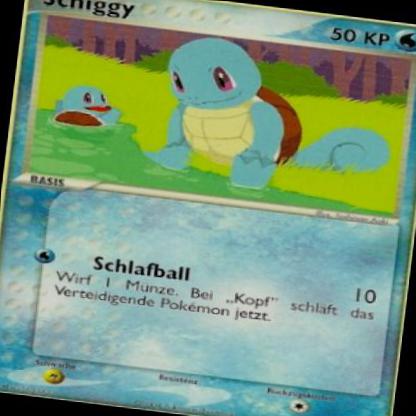 Schiggy
50 KP
BASIS
Schlafball
10
Wirf 1 Münze. Bei „Kopf" schläft das
Verteidigende Pokémon jetzt.
Schwäche
Resistenz
Rückzugskosten